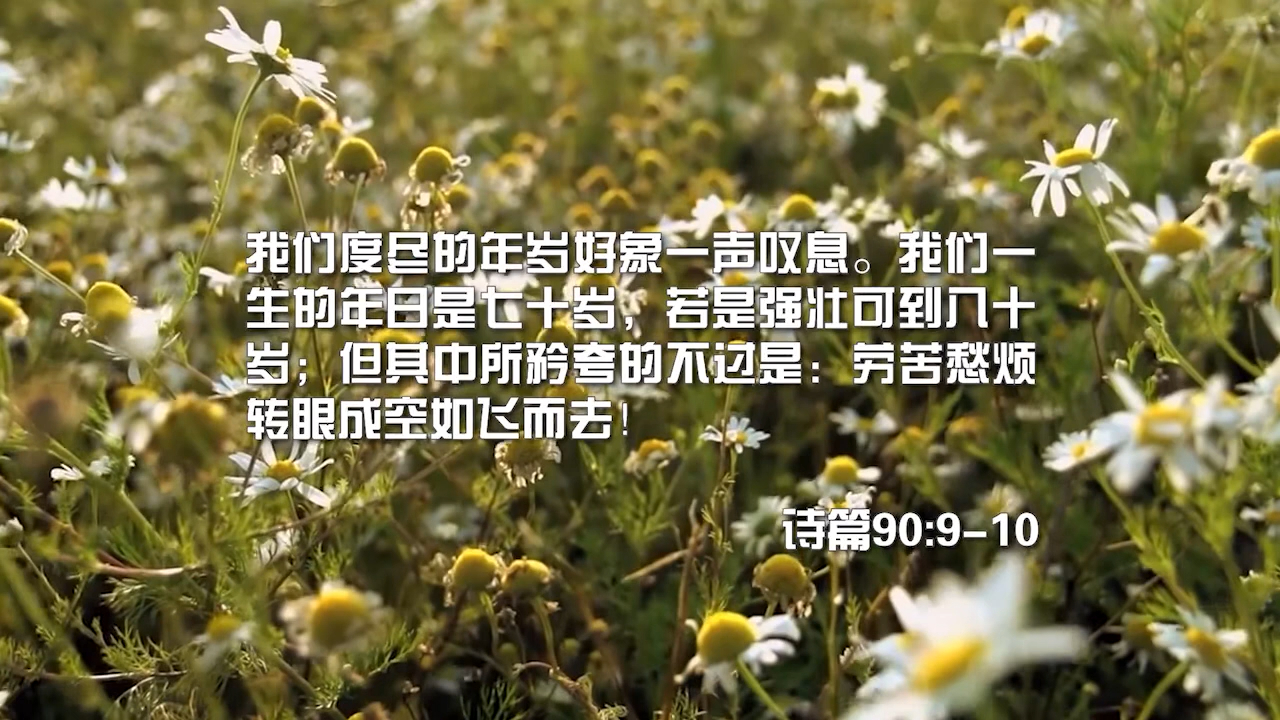 我们度尽的年岁好象一声叹息。我们一
生的年日是七十岁，若是强壮可到八十
岁；但其中所矜夸的不过是：劳苦愁烦
转眼成空如飞而去！
诗篇90:9-10